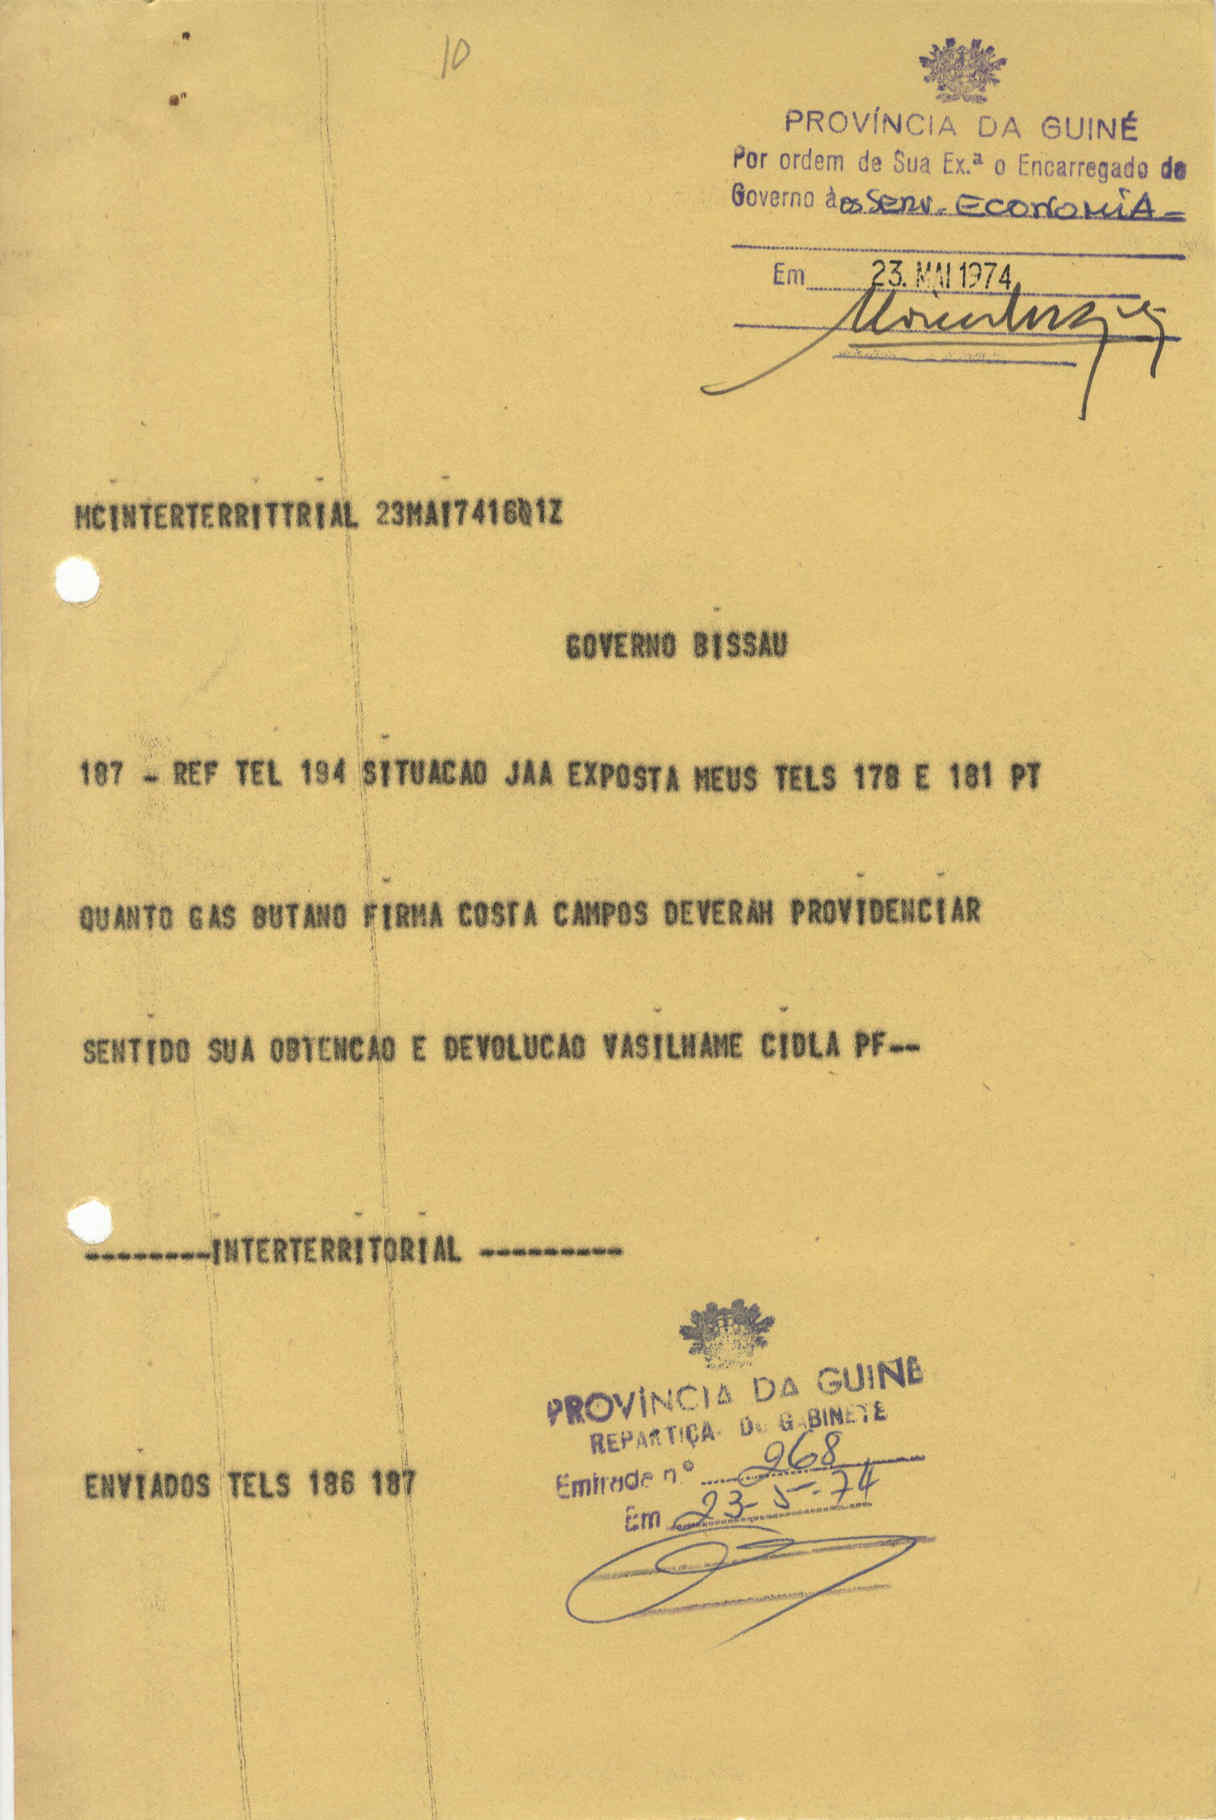 10
PROVÍNCIA DA GUINÉ
Por ordem de Sua Ex.ª o Encarregado do
Governo àos SERV. ECONOMIA-
Em 23. MAI 1974
MCINTERTERRITTRIAL 23MAI741601Z
GOVERNO BISSAU
187 - REF TEL 194 SITUACAO JAA EXPOSTA MEUS TELS 178 E 181 PT
QUANTO GAS BUTANO FIRMA COSTA CAMPOS DEVERAH PROVIDENCIAR
SENTIDO SUA OBTENCAO E DEVOLUCAO VASILHAME CIDLA PF--
--------INTERTERRITORIAL ---------
PROVÍNCIA DA GUINÉ
REPARTIÇÃO DO GABINETE
Entrada n.º 968
Em 23-5-74
ENVIADOS TELS 186 187